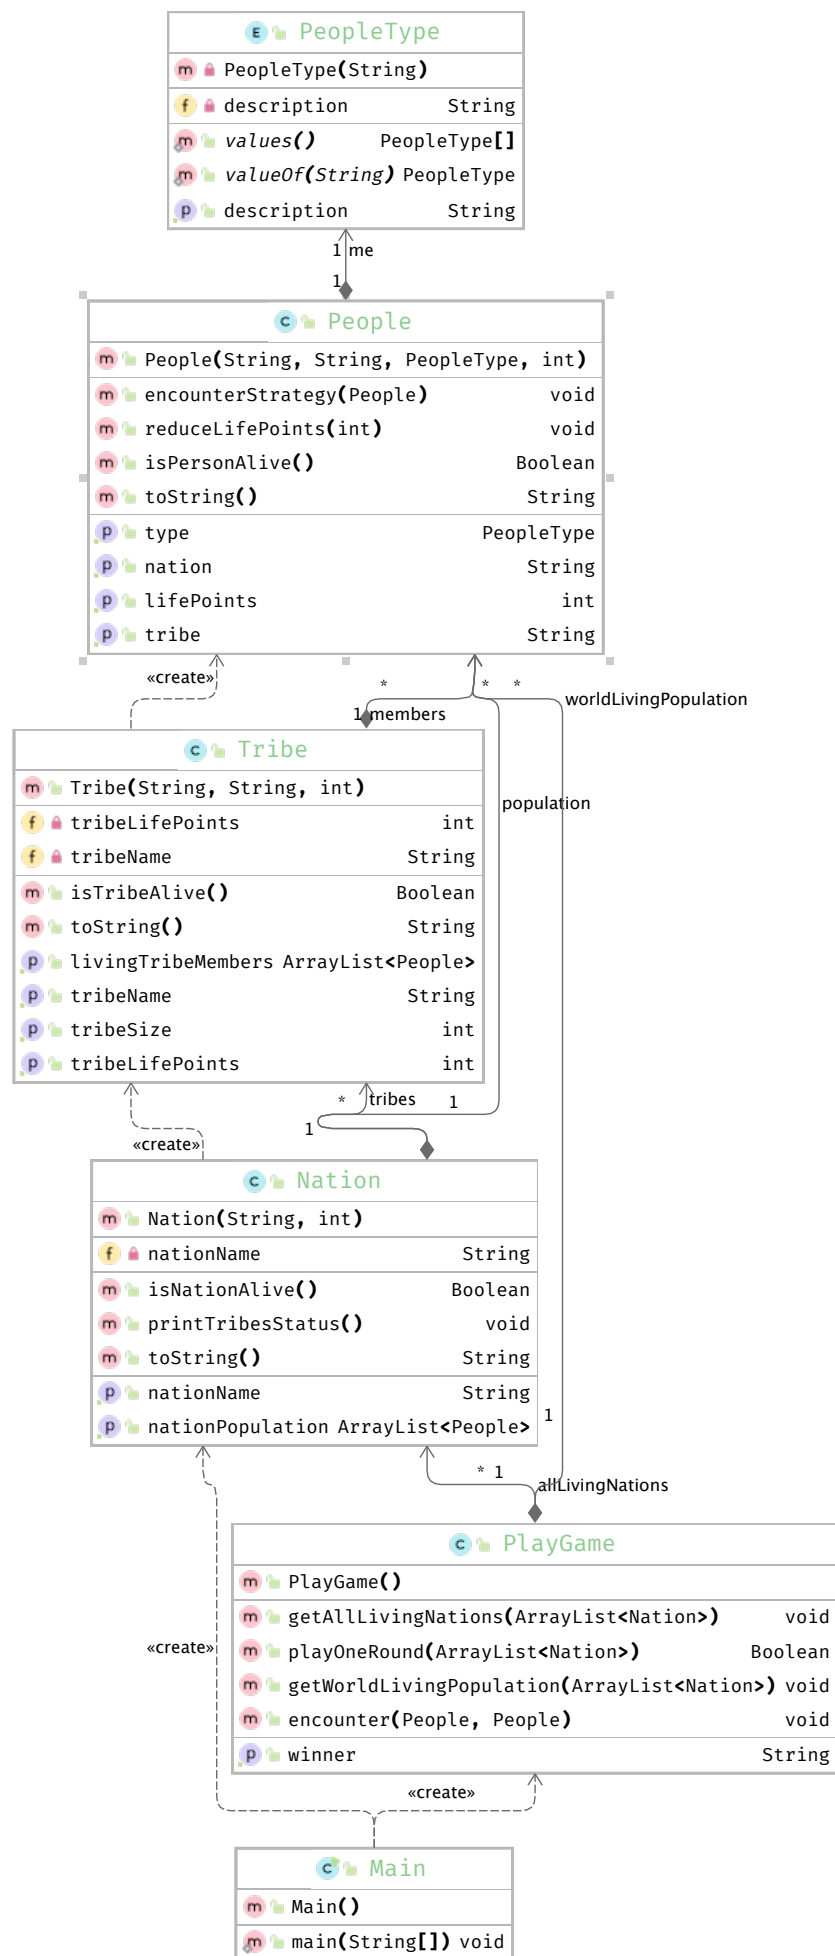 E PeopleType
m PeopleType(String)
f description String
m values() PeopleType[]
m valueOf(String) PeopleType
p description String
1 me
1
C People
m People(String, String, PeopleType, int)
m encounterStrategy(People) void
m reduceLifePoints(int) void
m isPersonAlive() Boolean
m toString() String
p type PeopleType
p nation String
p lifePoints int
p tribe String
«create» * * *
worldLivingPopulation
1 members
C Tribe
m Tribe(String, String, int)
population
f tribeLifePoints int
f tribeName String
m isTribeAlive() Boolean
m toString() String
p livingTribeMembers ArrayList<People>
p tribeName String
p tribeSize int
p tribeLifePoints int
* tribes 1
1
«create»
C Nation
m Nation(String, int)
f nationName String
m isNationAlive() Boolean
m printTribesStatus() void
m toString() String
p nationName String
1
p nationPopulation ArrayList<People>
* 1
allLivingNations
C PlayGame
m PlayGame()
m getAllLivingNations(ArrayList<Nation>) void
«create»
m playOneRound(ArrayList<Nation>) Boolean
m getWorldLivingPopulation(ArrayList<Nation>) void
m encounter(People, People) void
p winner String
«create»
C Main
m Main()
m main(String[]) void